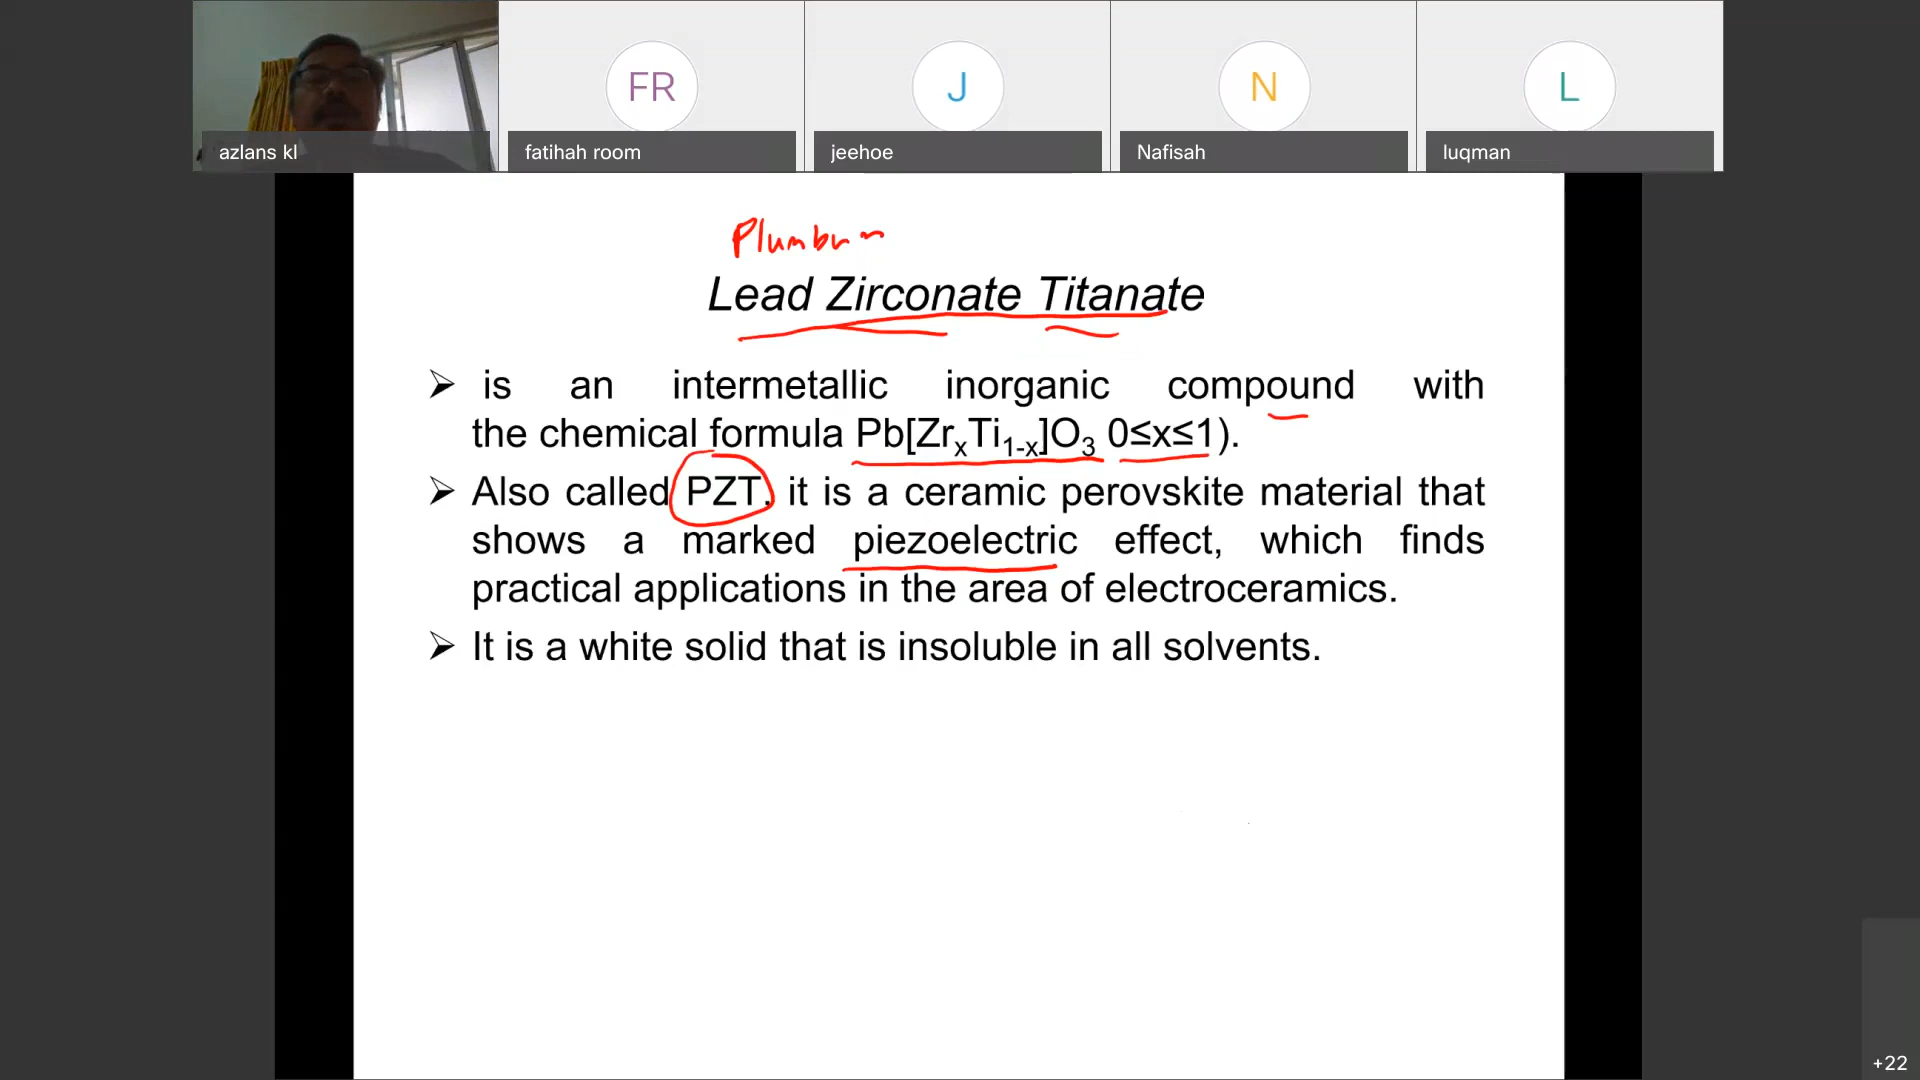 FR
J
N
L
azlans kl
fatihah room
jeehoe
Nafisah
luqman
Plumbum
Lead Zirconate Titanate
➢ is an intermetallic inorganic compound with
the chemical formula Pb[ZrₓTi₁₋ₓ]O₃ 0≤x≤1).
➢ Also called PZT, it is a ceramic perovskite material that
shows a marked piezoelectric effect, which finds
practical applications in the area of electroceramics.
➢ It is a white solid that is insoluble in all solvents.
+22